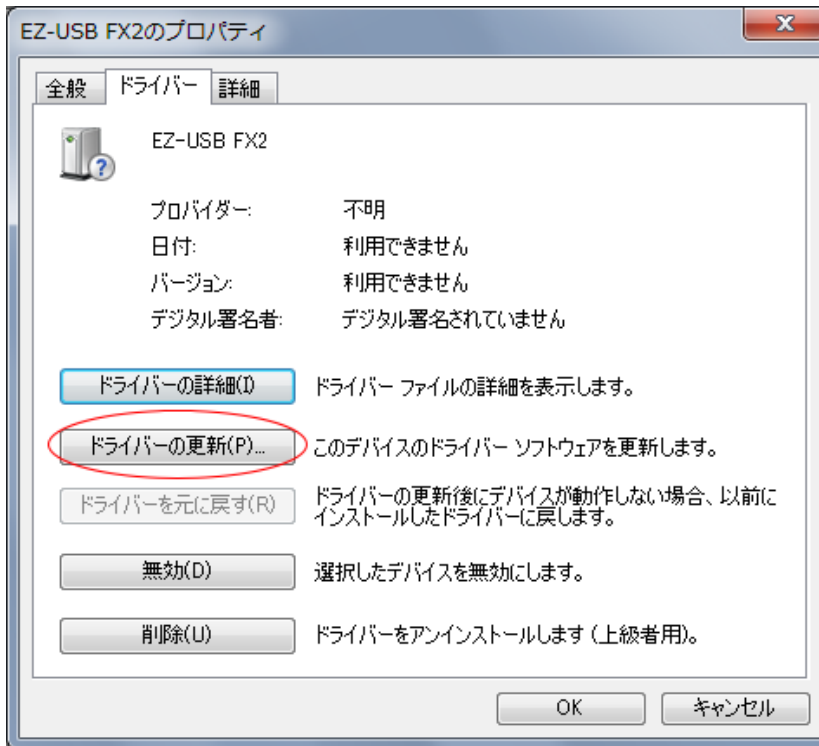 EZ-USB FX2のプロパティ
全般 ドライバー 詳細
EZ-USB FX2
プロバイダー: 不明
日付: 利用できません
バージョン: 利用できません
デジタル署名者: デジタル署名されていません
ドライバーの詳細(I) ドライバー ファイルの詳細を表示します。
ドライバーの更新(P)... このデバイスのドライバー ソフトウェアを更新します。
ドライバーを元に戻す(R) ドライバーの更新後にデバイスが動作しない場合、以前に
インストールしたドライバーに戻します。
無効(D) 選択したデバイスを無効にします。
削除(U) ドライバーをアンインストールします (上級者用)。
OK キャンセル